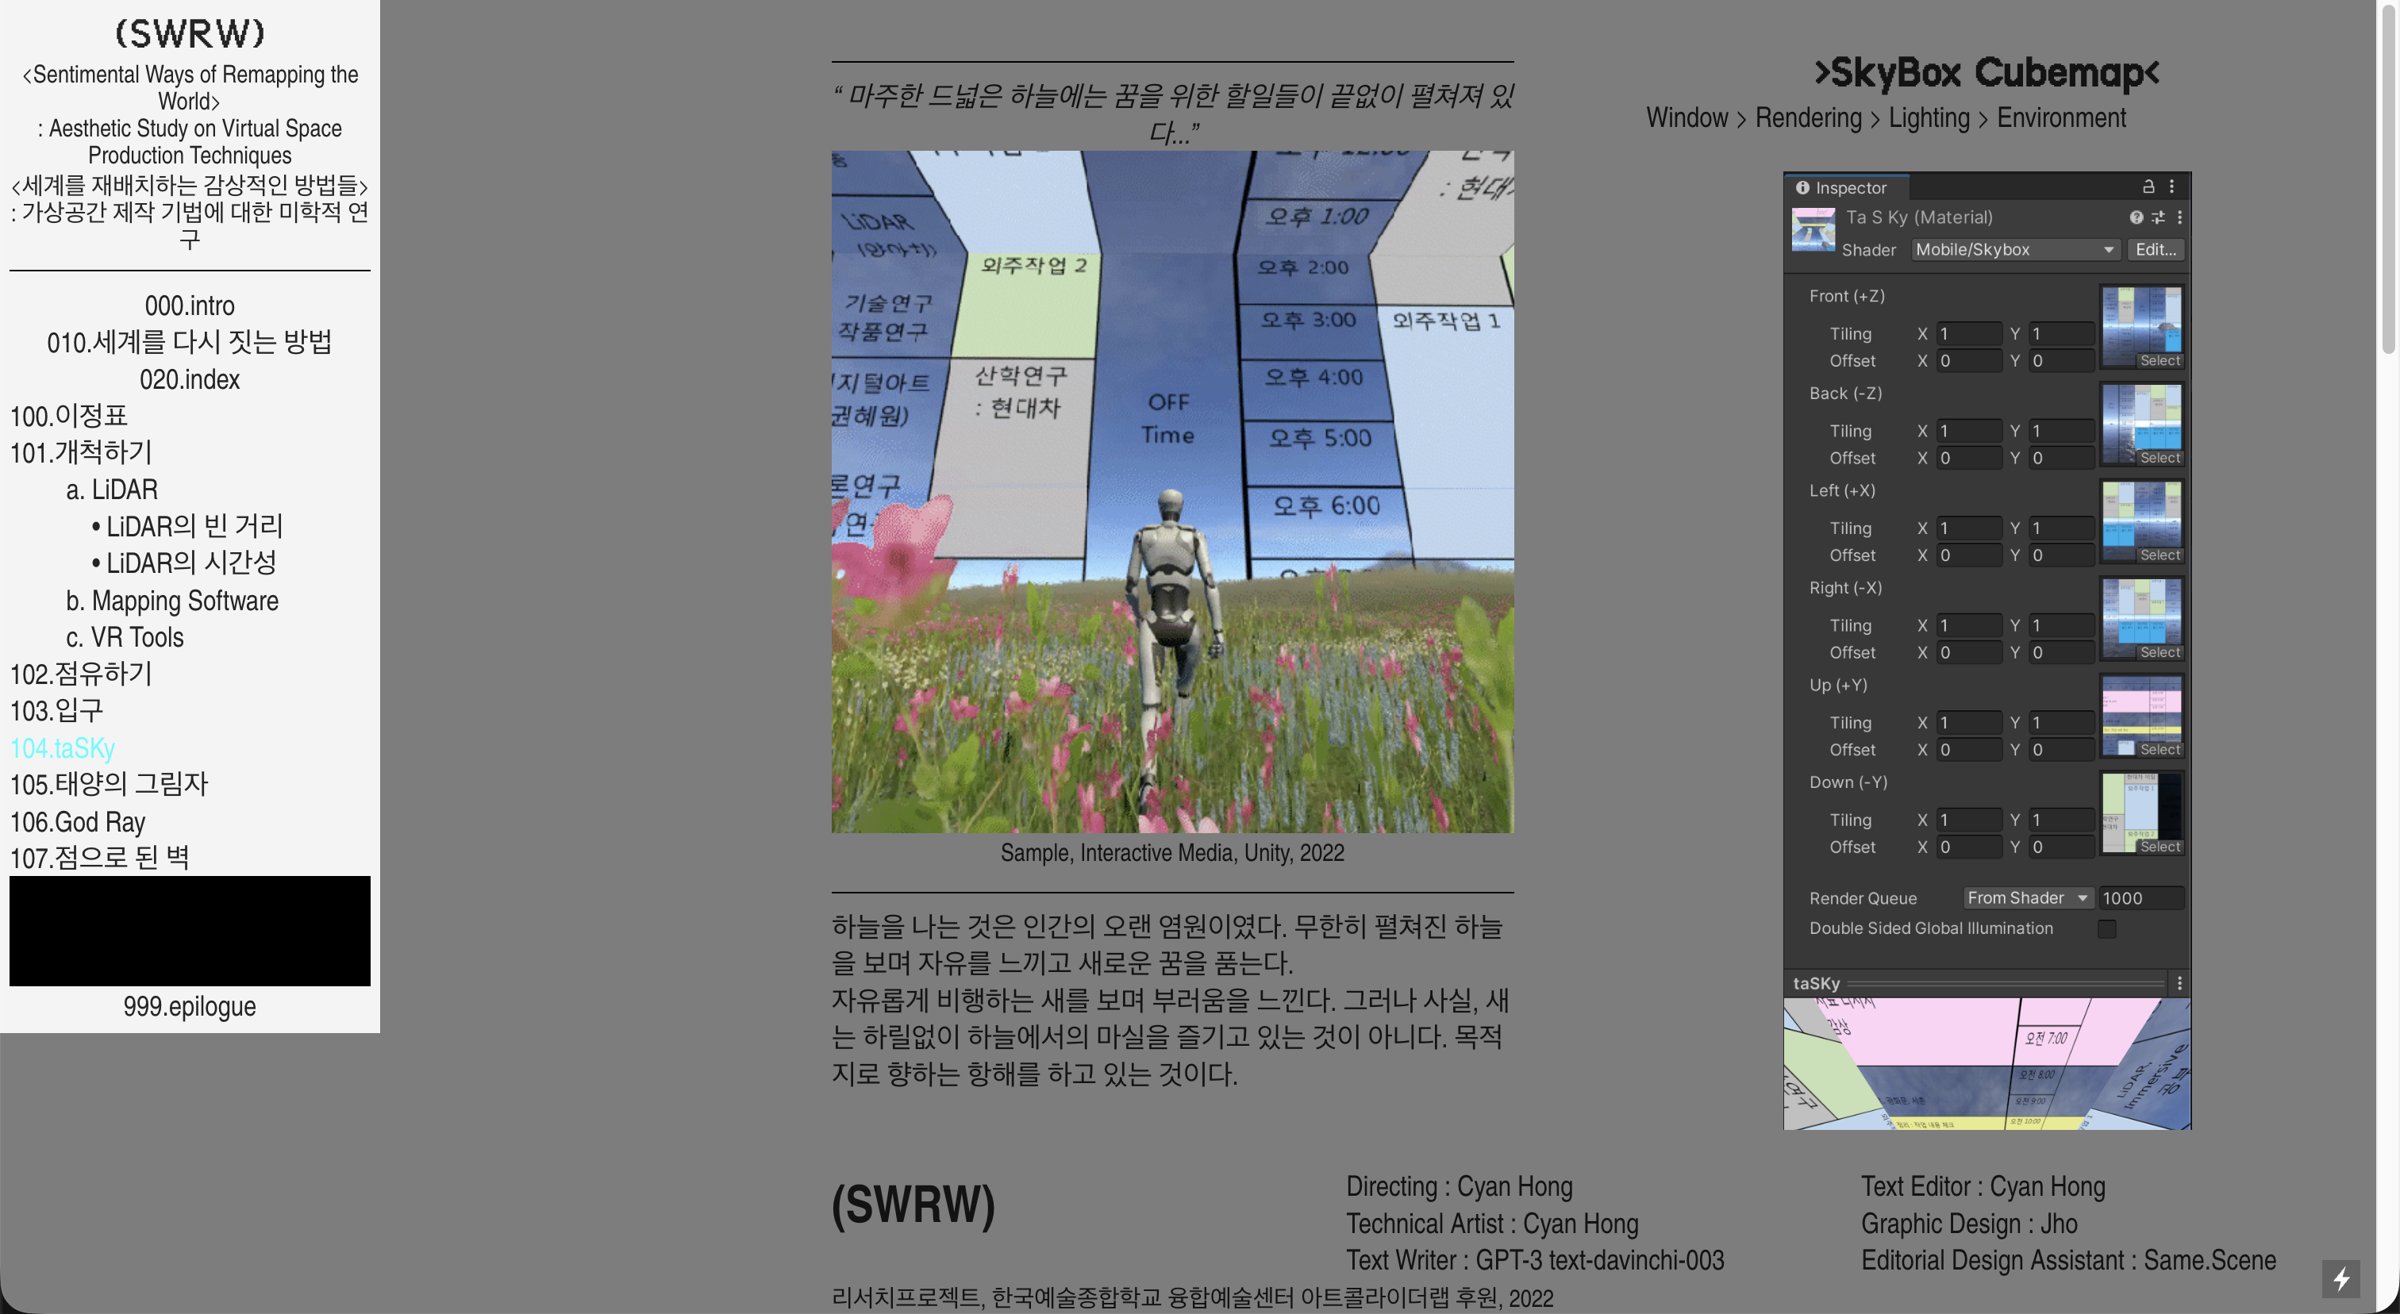 (SWRW)
<Sentimental Ways of Remapping the
World>
: Aesthetic Study on Virtual Space
Production Techniques
<세계를 재배치하는 감상적인 방법들>
: 가상공간 제작 기법에 대한 미학적 연
구
000.intro
010.세계를 다시 짓는 방법
020.index
100.이정표
101.개척하기
a. LiDAR
• LiDAR의 빈 거리
• LiDAR의 시간성
b. Mapping Software
c. VR Tools
102.점유하기
103.입구
104.taSKy
105.태양의 그림자
106.God Ray
107.점으로 된 벽
999.epilogue
“ 마주한 드넓은 하늘에는 꿈을 위한 할일들이 끝없이 펼쳐져 있
다...”
LiDAR
외주작업 2
기술연구
작품연구
산학연구
: 현대차
OFF
Time
오후 1:00
오후 2:00
오후 3:00
오후 4:00
오후 5:00
오후 6:00
외주작업 1
: 현대
Sample, Interactive Media, Unity, 2022
하늘을 나는 것은 인간의 오랜 염원이였다. 무한히 펼쳐진 하늘
을 보며 자유를 느끼고 새로운 꿈을 품는다.
자유롭게 비행하는 새를 보며 부러움을 느낀다. 그러나 사실, 새
는 하릴없이 하늘에서의 마실을 즐기고 있는 것이 아니다. 목적
지로 향하는 항해를 하고 있는 것이다.
>SkyBox Cubemap<
Window > Rendering > Lighting > Environment
Inspector
Ta S Ky (Material)
Shader Mobile/Skybox Edit...
Front (+Z)
Tiling X 1 Y 1
Offset X 0 Y 0
Select
Back (-Z)
Tiling X 1 Y 1
Offset X 0 Y 0
Select
Left (+X)
Tiling X 1 Y 1
Offset X 0 Y 0
Select
Right (-X)
Tiling X 1 Y 1
Offset X 0 Y 0
Select
Up (+Y)
Tiling X 1 Y 1
Offset X 0 Y 0
Select
Down (-Y)
Tiling X 1 Y 1
Offset X 0 Y 0
Select
Render Queue From Shader 1000
Double Sided Global Illumination
taSKy
감상
오전 7:00
오전 8:00
오전 9:00
오전 10:00
LiDAR,
Immersive
(SWRW)
Directing : Cyan Hong
Technical Artist : Cyan Hong
Text Writer : GPT-3 text-davinchi-003
Text Editor : Cyan Hong
Graphic Design : Jho
Editorial Design Assistant : Same.Scene
리서치프로젝트, 한국예술종합학교 융합예술센터 아트콜라이더랩 후원, 2022